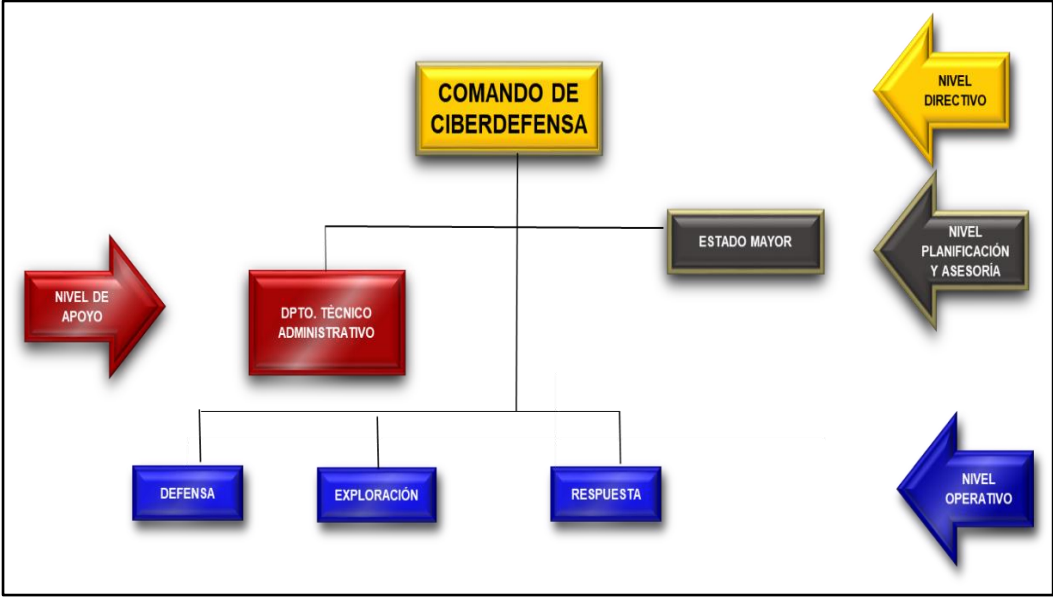 COMANDO DE
CIBERDEFENSA
NIVEL
DIRECTIVO
ESTADO MAYOR
NIVEL
PLANIFICACIÓN
Y ASESORÍA
NIVEL DE
APOYO
DPTO. TÉCNICO
ADMINISTRATIVO
DEFENSA
EXPLORACIÓN
RESPUESTA
NIVEL
OPERATIVO